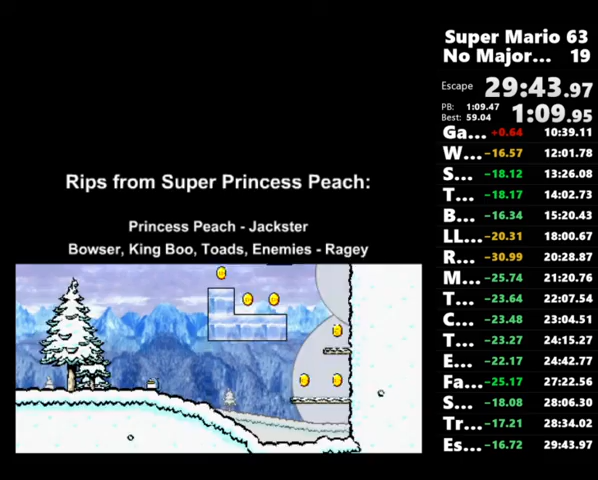 Super Mario 63
No Major... 19
Escape 29:43.97
PB: 1:09.47
Best: 59.04
1:09.95
Ga... +0.64 10:39.11
W... -16.57 12:01.78
S... -18.12 13:26.08
T... -18.17 14:02.73
B... -16.34 15:20.43
LL... -20.31 18:00.67
R... -30.99 20:28.87
M... -25.74 21:20.76
T... -23.64 22:07.54
C... -23.48 23:04.51
T... -23.27 24:15.27
E... -22.17 24:42.77
Fa... -25.17 27:22.56
S... -18.08 28:06.30
Tr... -17.21 28:34.02
Es... -16.72 29:43.97
Rips from Super Princess Peach:
Princess Peach - Jackster
Bowser, King Boo, Toads, Enemies - Ragey